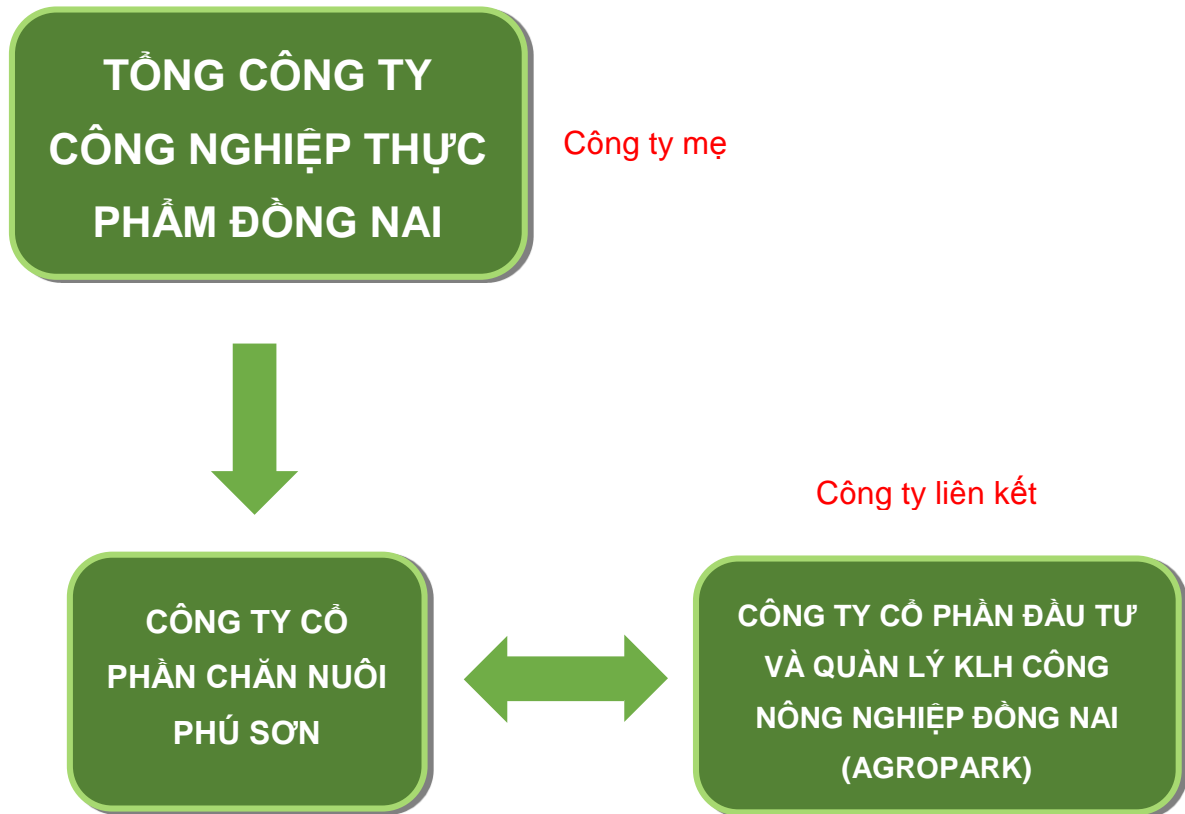 TỔNG CÔNG TY
CÔNG NGHIỆP THỰC
PHẨM ĐỒNG NAI
Công ty mẹ
Công ty liên kết
CÔNG TY CỔ
PHẦN CHĂN NUÔI
PHÚ SƠN
CÔNG TY CỔ PHẦN ĐẦU TƯ
VÀ QUÀN LÝ KLH CÔNG
NÔNG NGHIỆP ĐỒNG NAI
(AGROPARK)